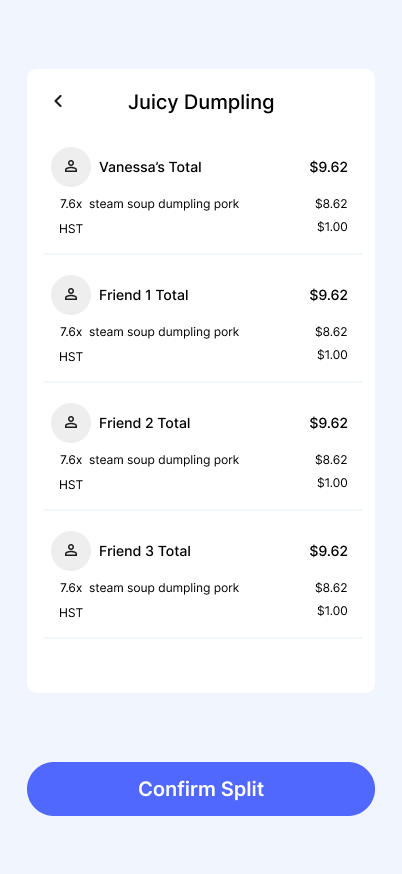 Juicy Dumpling
Vanessa’s Total $9.62
7.6x steam soup dumpling pork $8.62
HST $1.00
Friend 1 Total $9.62
7.6x steam soup dumpling pork $8.62
HST $1.00
Friend 2 Total $9.62
7.6x steam soup dumpling pork $8.62
HST $1.00
Friend 3 Total $9.62
7.6x steam soup dumpling pork $8.62
HST $1.00
Confirm Split